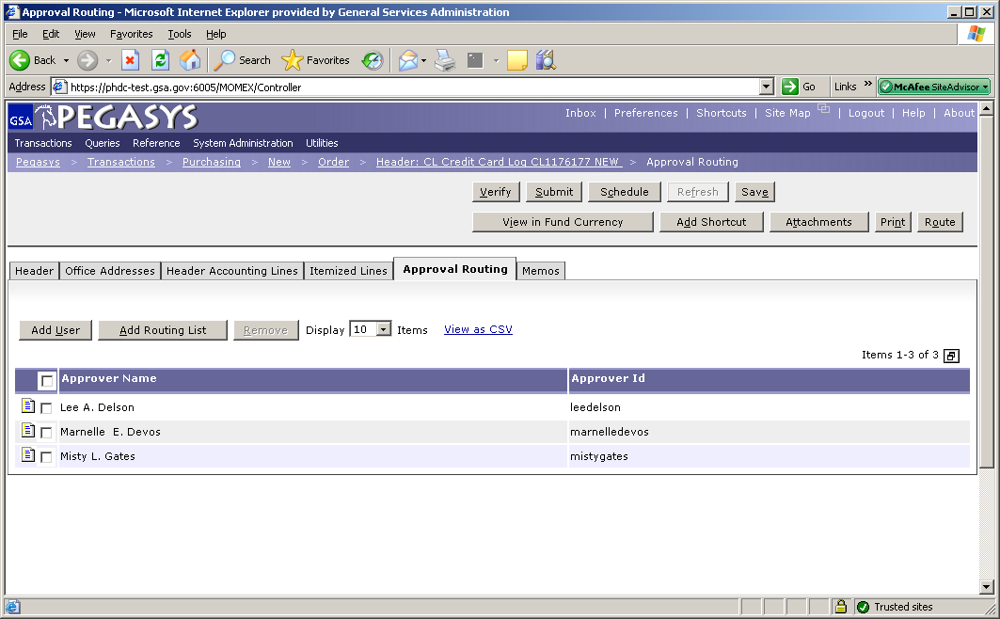 Approval Routing - Microsoft Internet Explorer provided by General Services Administration
File Edit View Favorites Tools Help
Back Search Favorites
Address https://phdc-test.gsa.gov:6005/MOMEX/Controller Go Links » McAfee SiteAdvisor
GSA PEGASYS Inbox | Preferences | Shortcuts | Site Map | Logout | Help | About
Transactions Queries Reference System Administration Utilities
Pegasys > Transactions > Purchasing > New > Order > Header: CL Credit Card Log CL1176177 NEW > Approval Routing
Verify Submit Schedule Refresh Save
View in Fund Currency Add Shortcut Attachments Print Route
Header Office Addresses Header Accounting Lines Itemized Lines Approval Routing Memos
Add User Add Routing List Remove Display 10 Items View as CSV
Items 1-3 of 3
Approver Name Approver Id
Lee A. Delson leedelson
Marnelle E. Devos marnelledevos
Misty L. Gates mistygates
Trusted sites